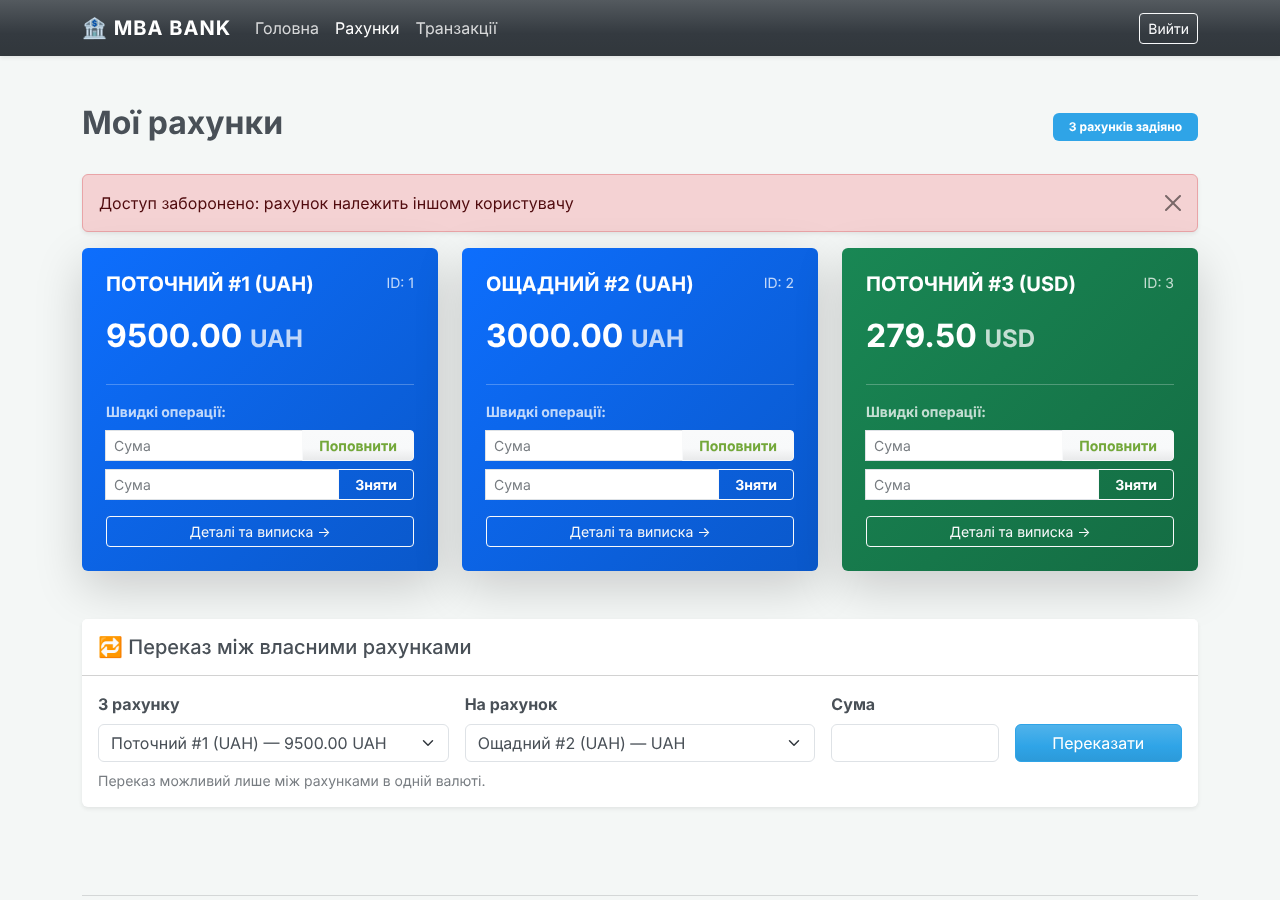 🏦 MBA BANK Головна Рахунки Транзакції Вийти
Мої рахунки
3 рахунків задіяно
Доступ заборонено: рахунок належить іншому користувачу
ПОТОЧНИЙ #1 (UAH) ID: 1
9500.00 UAH
Швидкі операції:
Сума Поповнити
Сума Зняти
Деталі та виписка →
ОЩАДНИЙ #2 (UAH) ID: 2
3000.00 UAH
Швидкі операції:
Сума Поповнити
Сума Зняти
Деталі та виписка →
ПОТОЧНИЙ #3 (USD) ID: 3
279.50 USD
Швидкі операції:
Сума Поповнити
Сума Зняти
Деталі та виписка →
🔁 Переказ між власними рахунками
З рахунку
Поточний #1 (UAH) — 9500.00 UAH
На рахунок
Ощадний #2 (UAH) — UAH
Сума
Переказати
Переказ можливий лише між рахунками в одній валюті.